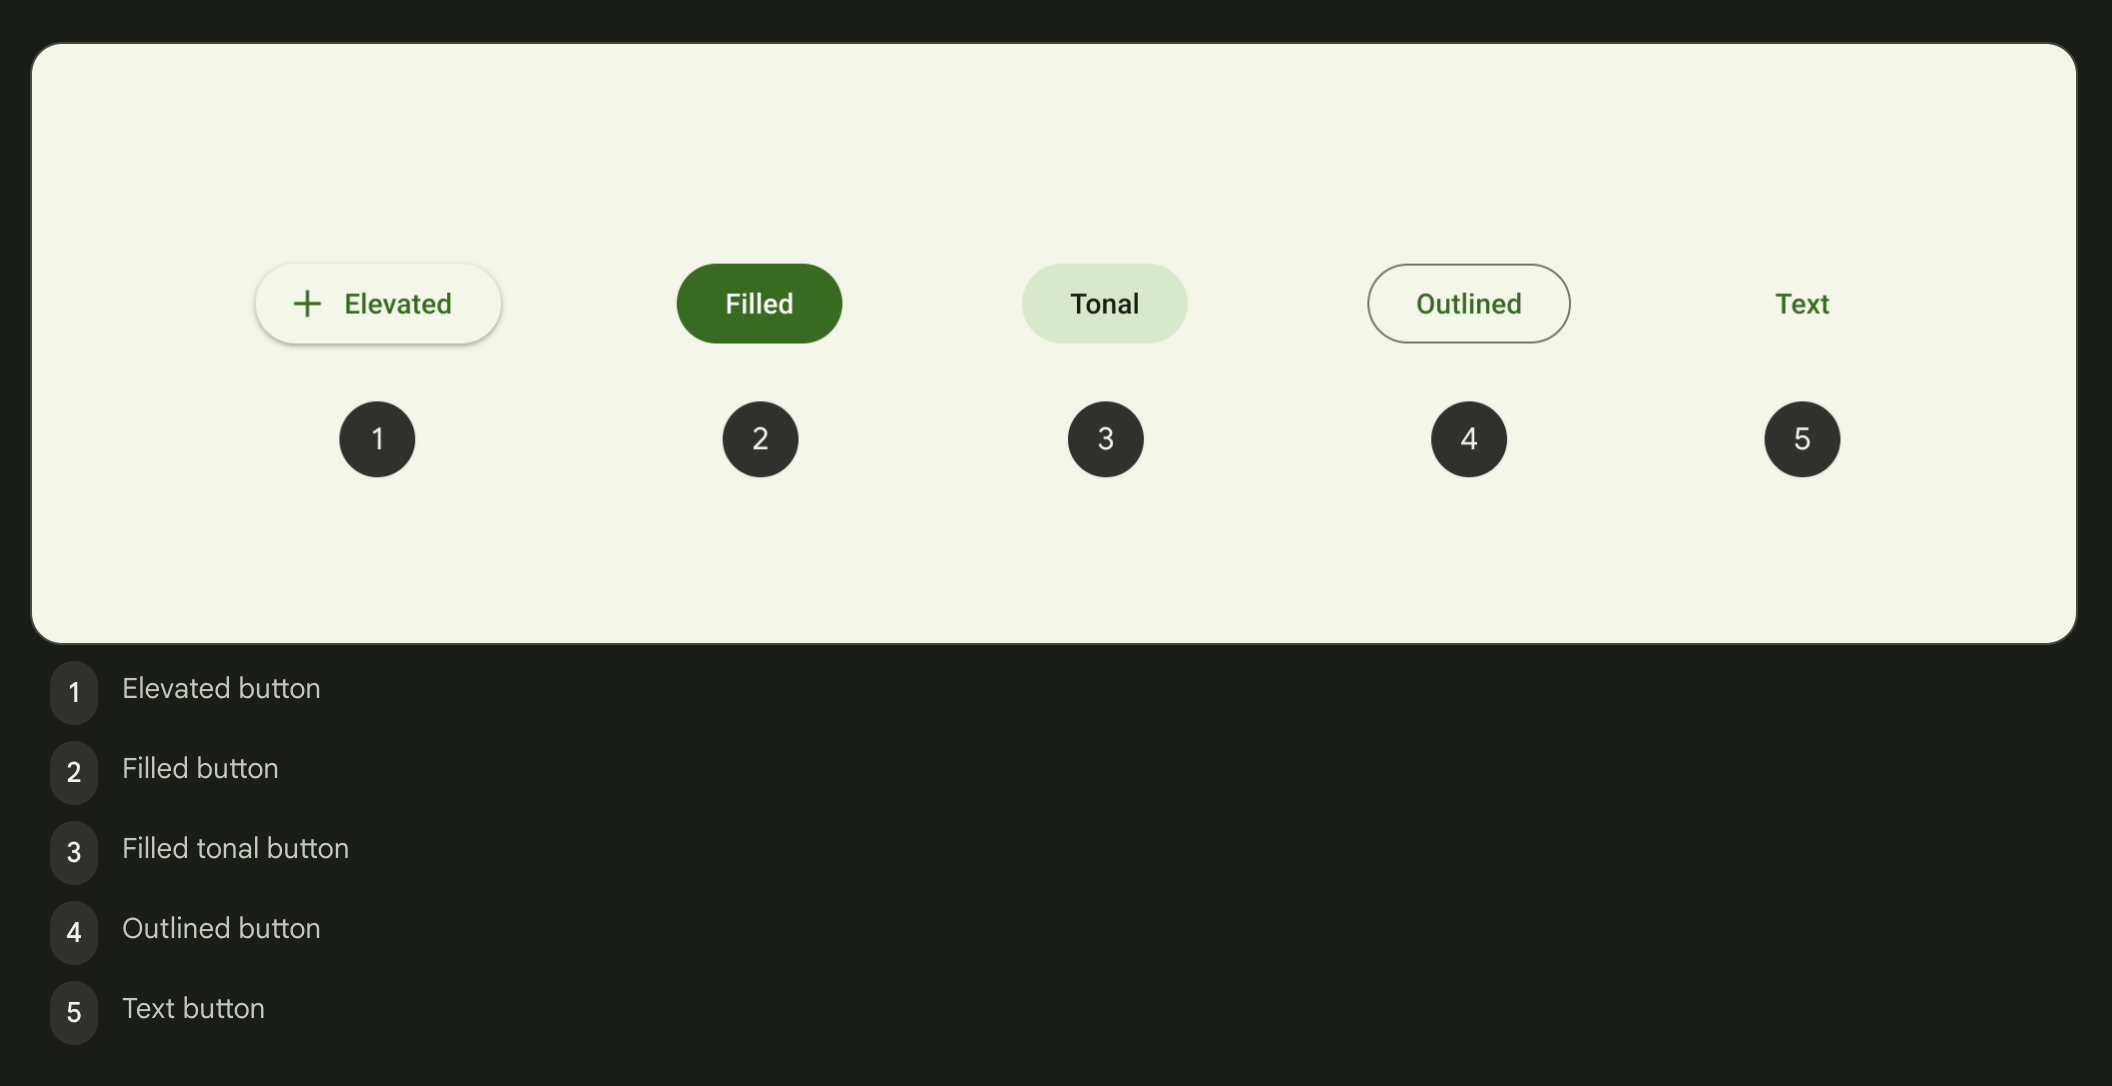 Elevated
Filled
Tonal
Outlined
Text
1
2
3
4
5
1 Elevated button
2 Filled button
3 Filled tonal button
4 Outlined button
5 Text button